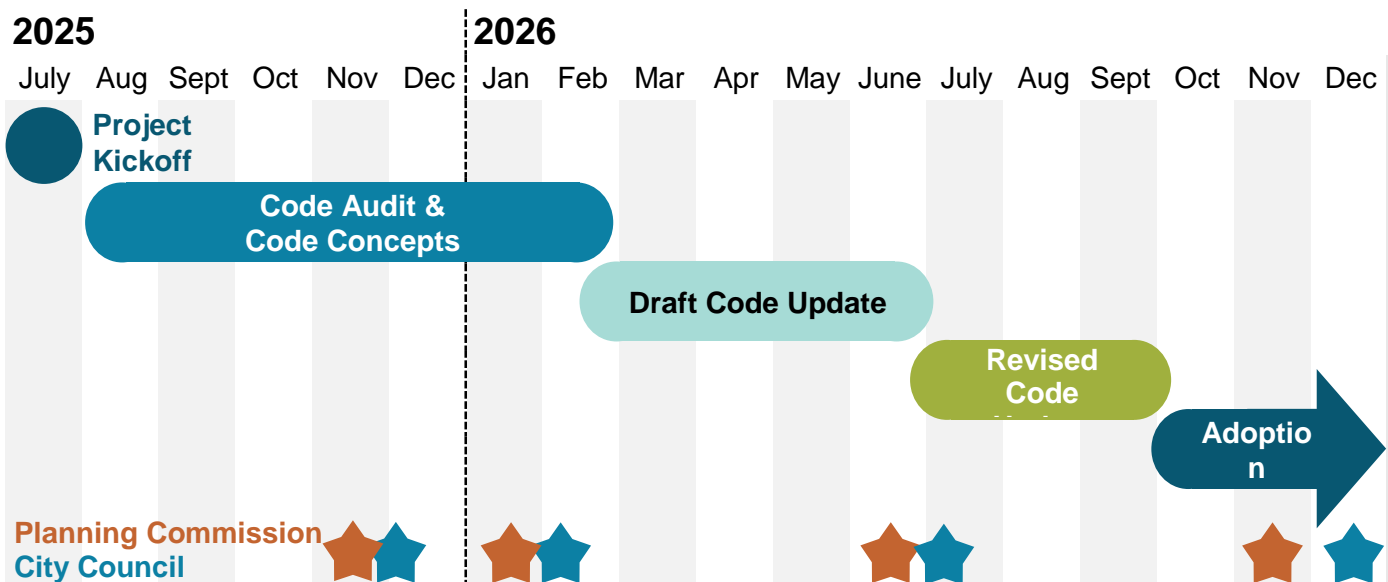 2025
2026
July Aug Sept Oct Nov Dec Jan Feb Mar Apr May June July Aug Sept Oct Nov Dec
Project
Kickoff
Code Audit &
Code Concepts
Draft Code Update
Revised
Code
Adoptio
n
Planning Commission
City Council